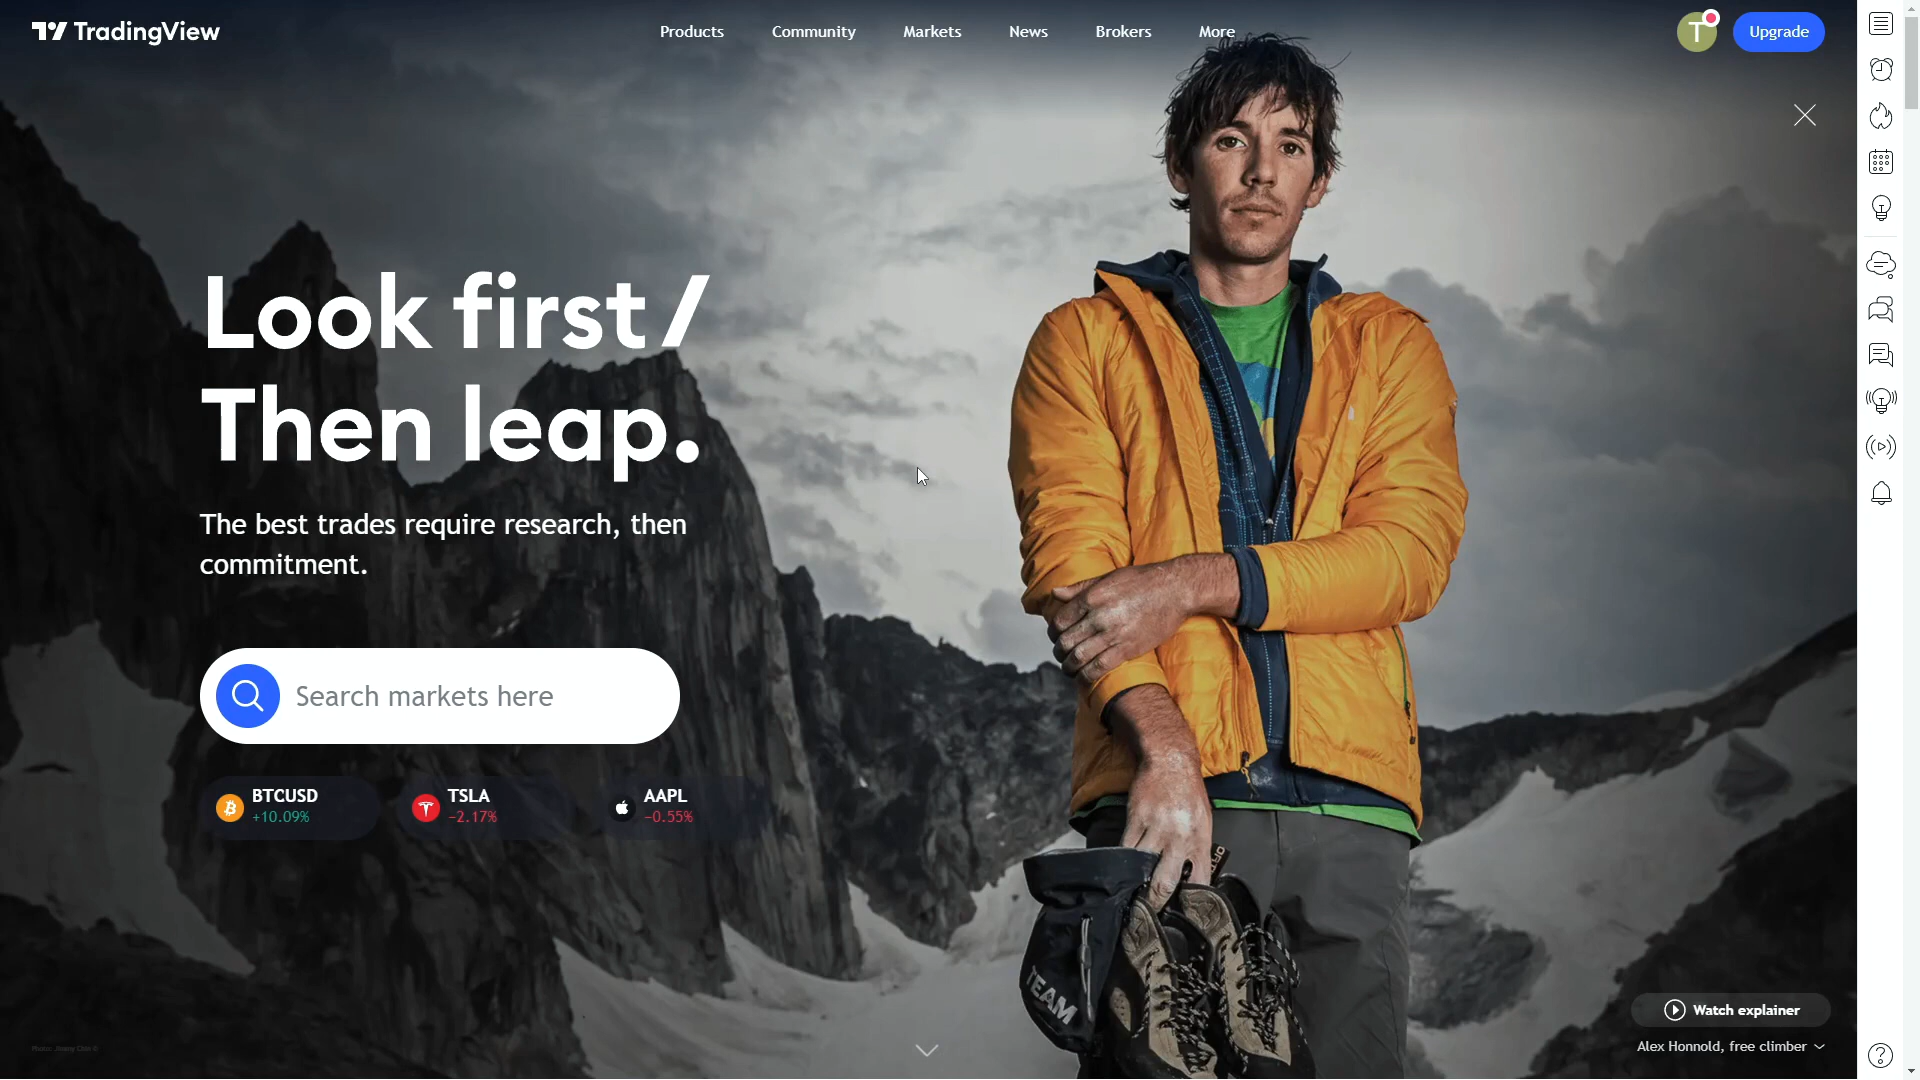 TradingView
Products
Community
Markets
News
Brokers
More
T
Upgrade
Look first /
Then leap.
The best trades require research, then
commitment.
Search markets here
BTCUSD
+10.09%
TSLA
−2.17%
AAPL
−0.55%
TEAM
Watch explainer
Alex Honnold, free climber